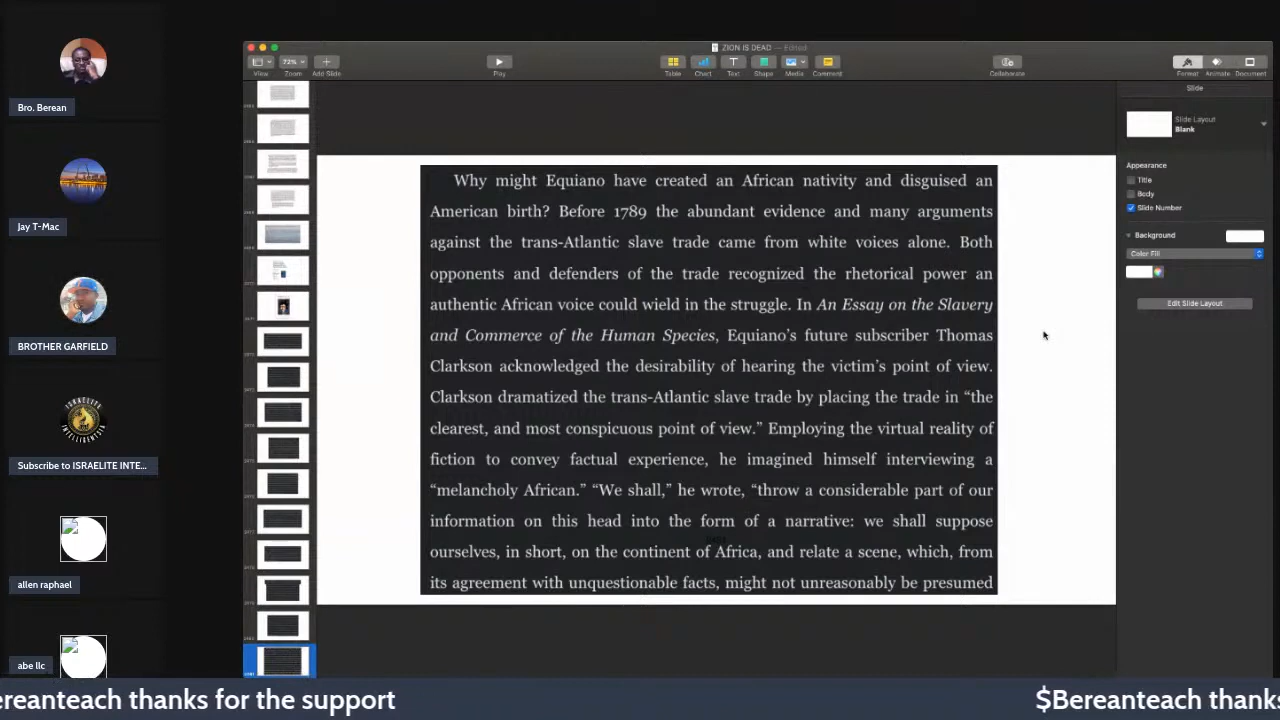 ZION IS DEAD — Edited
View
72%
Zoom
Add Slide
Play
Table
Chart
Text
Shape
Media
Comment
Collaborate
Format
Animate
Document
Slide
Slide Layout
Blank
Appearance
Title
Body
Slide Number
Background
Color Fill
Edit Slide Layout
Bro. Berean
Jay T-Mac
BROTHER GARFIELD
ISRAELITE
Subscribe to ISRAELITE INTE...
allen raphael
sibe llc
Why might Equiano have created African nativity and disguised
American birth? Before 1789 the abundant evidence and many arguments
against the trans-Atlantic slave trade came from white voices alone. Both
opponents and defenders of the trade recognized the rhetorical power
authentic African voice could wield in the struggle. In An Essay on the Slavery
and Commerce of the Human Species Equiano's future subscriber Thomas
Clarkson acknowledged the desirability of hearing the victim's point of view.
Clarkson dramatized the trans-Atlantic slave trade by placing the trade in “the
clearest, and most conspicuous point of view.” Employing the virtual reality of
fiction to factual experience he imagined himself interviewing a
“melancholy African.” “We shall,” he wrote, “throw a considerable part of our
information on this head into the form of a narrative: we shall suppose
ourselves, in short, on the continent of Africa, and relate a scene, which, from
its agreement with unquestionable facts, might not unreasonably be presumed
ereanteach thanks for the support
$Bereanteach thanks